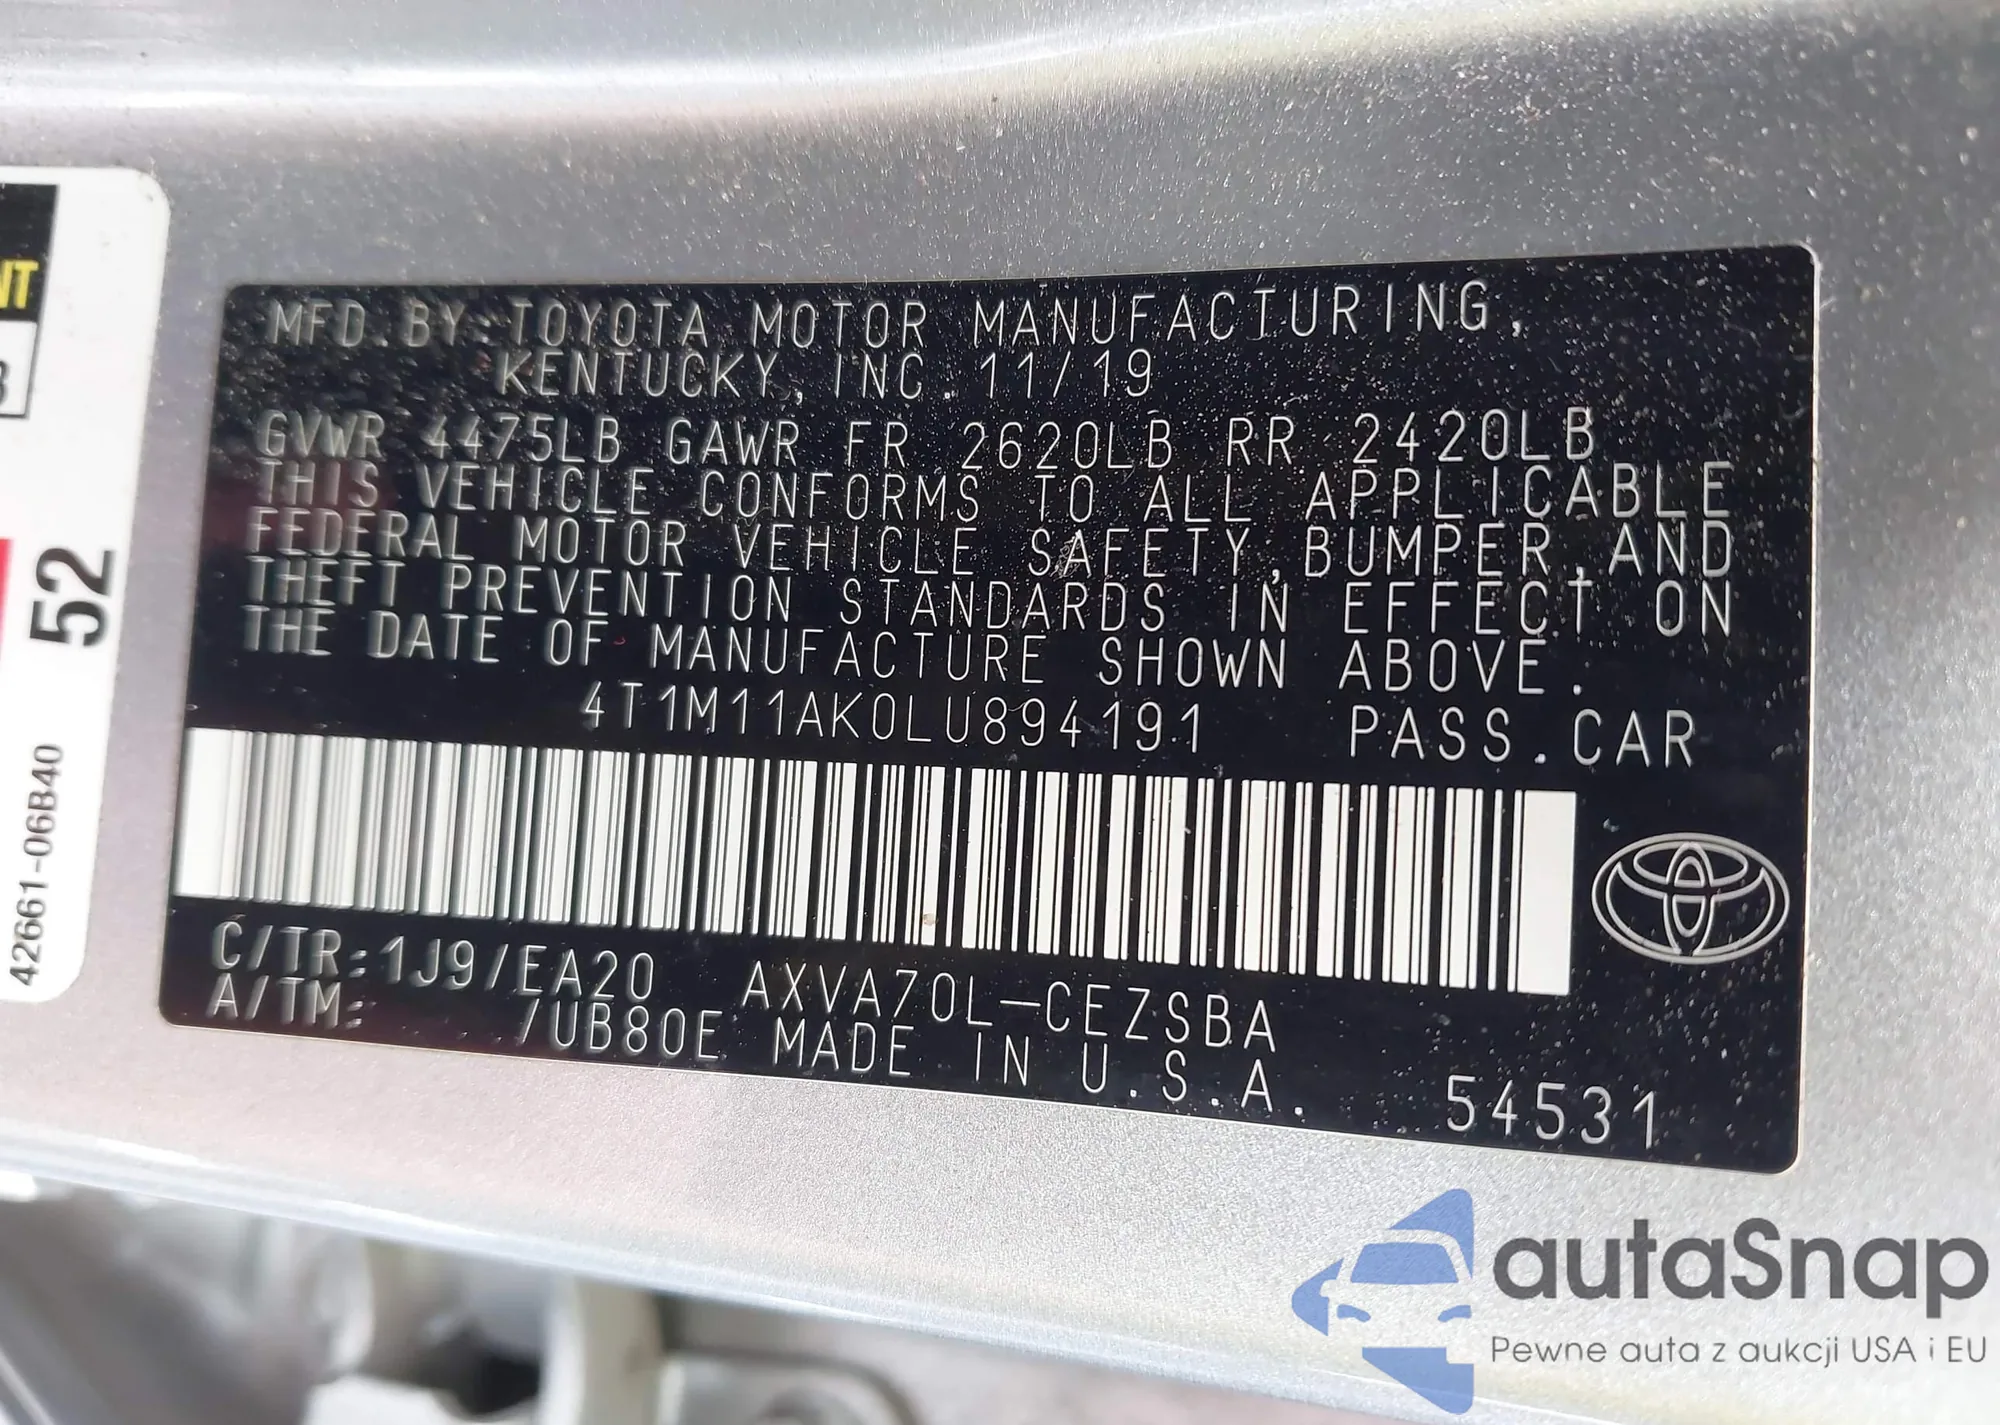 NT
3
52
42661-06B40
MFD.BY:TOYOTA MOTOR MANUFACTURING,
KENTUCKY, INC. 11/19
GVWR 4475LB GAWR FR 2620LB RR 2420LB
THIS VEHICLE CONFORMS TO ALL APPLICABLE
FEDERAL MOTOR VEHICLE SAFETY,BUMPER,AND
THEFT PREVENTION STANDARDS IN EFFECT ON
THE DATE OF MANUFACTURE SHOWN ABOVE.
4T1M11AK0LU894191 PASS.CAR
C/TR:1J9/EA20 AXVA70L-CEZSBA
A/TM: /UB80E MADE IN U.S.A. 54531
autaSnap
Pewne auta z aukcji USA i EU